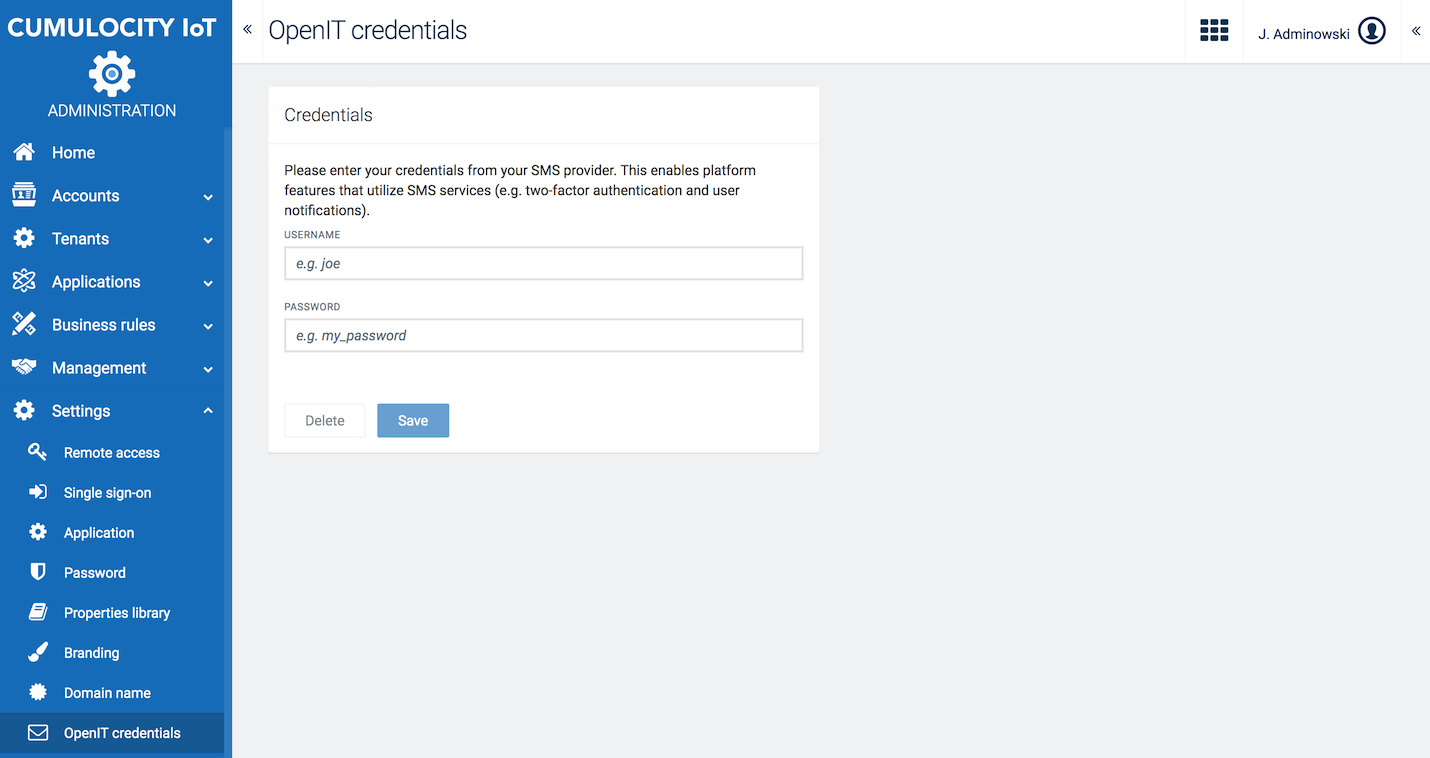 CUMULOCITY IoT
ADMINISTRATION
Home
Accounts
Tenants
Applications
Business rules
Management
Settings
Remote access
Single sign-on
Application
Password
Properties library
Branding
Domain name
OpenIT credentials
OpenIT credentials
J. Adminowski
Credentials
Please enter your credentials from your SMS provider. This enables platform
features that utilize SMS services (e.g. two-factor authentication and user
notifications).
USERNAME
e.g. joe
PASSWORD
e.g. my_password
Delete
Save